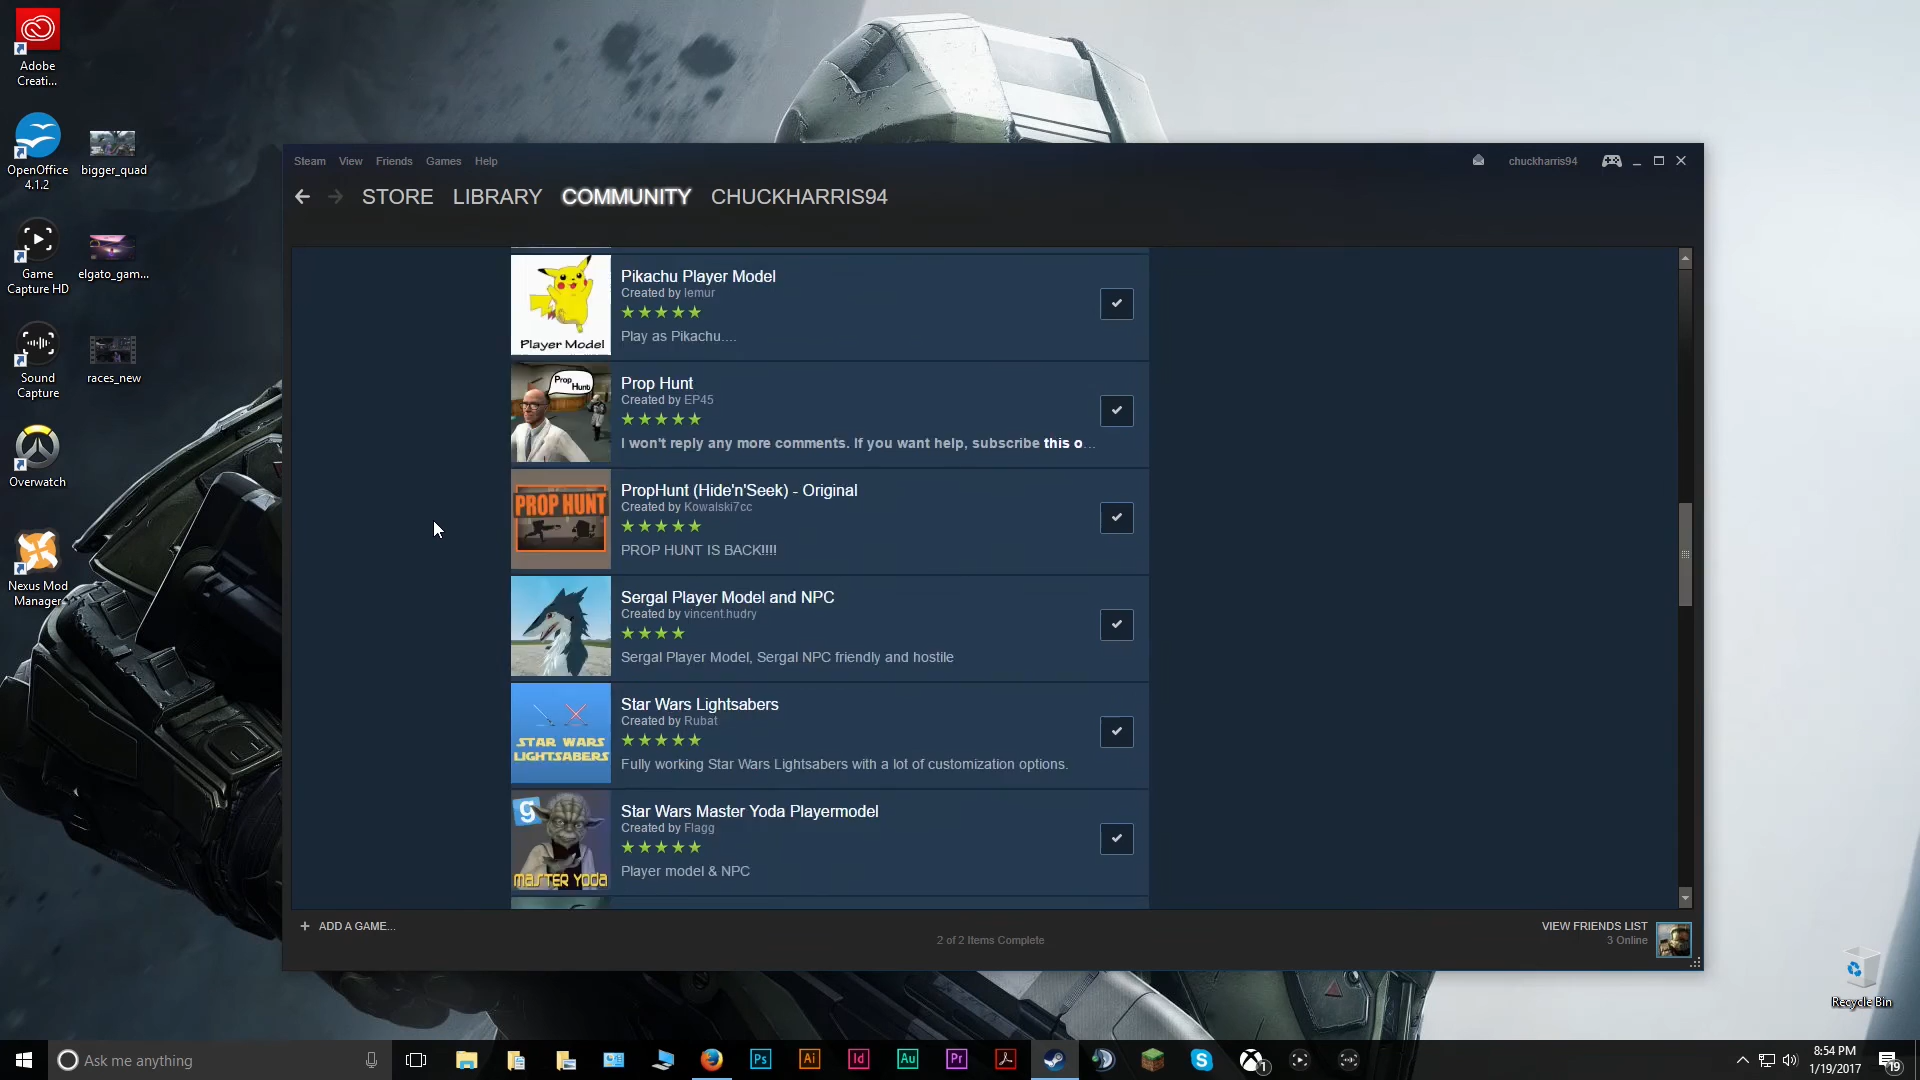 Adobe
Creati...
OpenOffice
4.1.2
bigger_quad
Game
Capture HD
elgato_gam...
Sound
Capture
races_new
Overwatch
Nexus Mod
Manager
Steam View Friends Games Help
chuckharris94
STORE LIBRARY COMMUNITY CHUCKHARRIS94
Player Model
Pikachu Player Model
Created by lemur
Play as Pikachu....
Prop
Hunt
Prop Hunt
Created by EP45
I won't reply any more comments. If you want help, subscribe this o...
PROP HUNT
PropHunt (Hide'n'Seek) - Original
Created by Kowalski7cc
PROP HUNT IS BACK!!!!
Sergal Player Model and NPC
Created by vincent.hudry
Sergal Player Model, Sergal NPC friendly and hostile
STAR WARS
LIGHTSABERS
Star Wars Lightsabers
Created by Rubat
Fully working Star Wars Lightsabers with a lot of customization options.
g
MASTER YODA
Star Wars Master Yoda Playermodel
Created by Flagg
Player model & NPC
+ ADD A GAME...
2 of 2 Items Complete
VIEW FRIENDS LIST
3 Online
Recycle Bin
Ask me anything
Ps
Ai
Id
Au
Pr
S
1
8:54 PM
1/19/2017
19